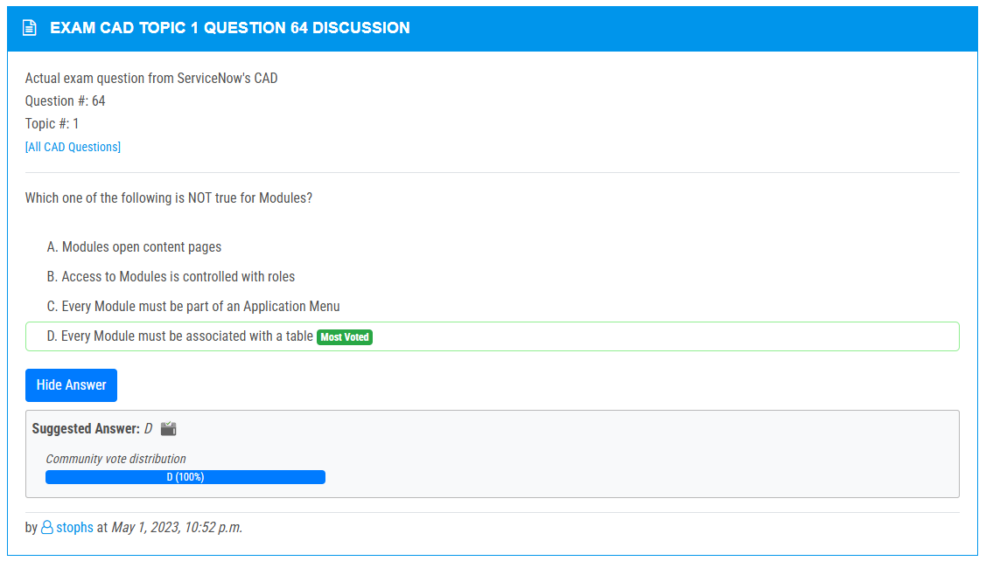 EXAM CAD TOPIC 1 QUESTION 64 DISCUSSION
Actual exam question from ServiceNow's CAD
Question #: 64
Topic #: 1
[All CAD Questions]
Which one of the following is NOT true for Modules?
A. Modules open content pages
B. Access to Modules is controlled with roles
C. Every Module must be part of an Application Menu
D. Every Module must be associated with a table Most Voted
Hide Answer
Suggested Answer: D
Community vote distribution
D (100%)
by stophs at May 1, 2023, 10:52 p.m.